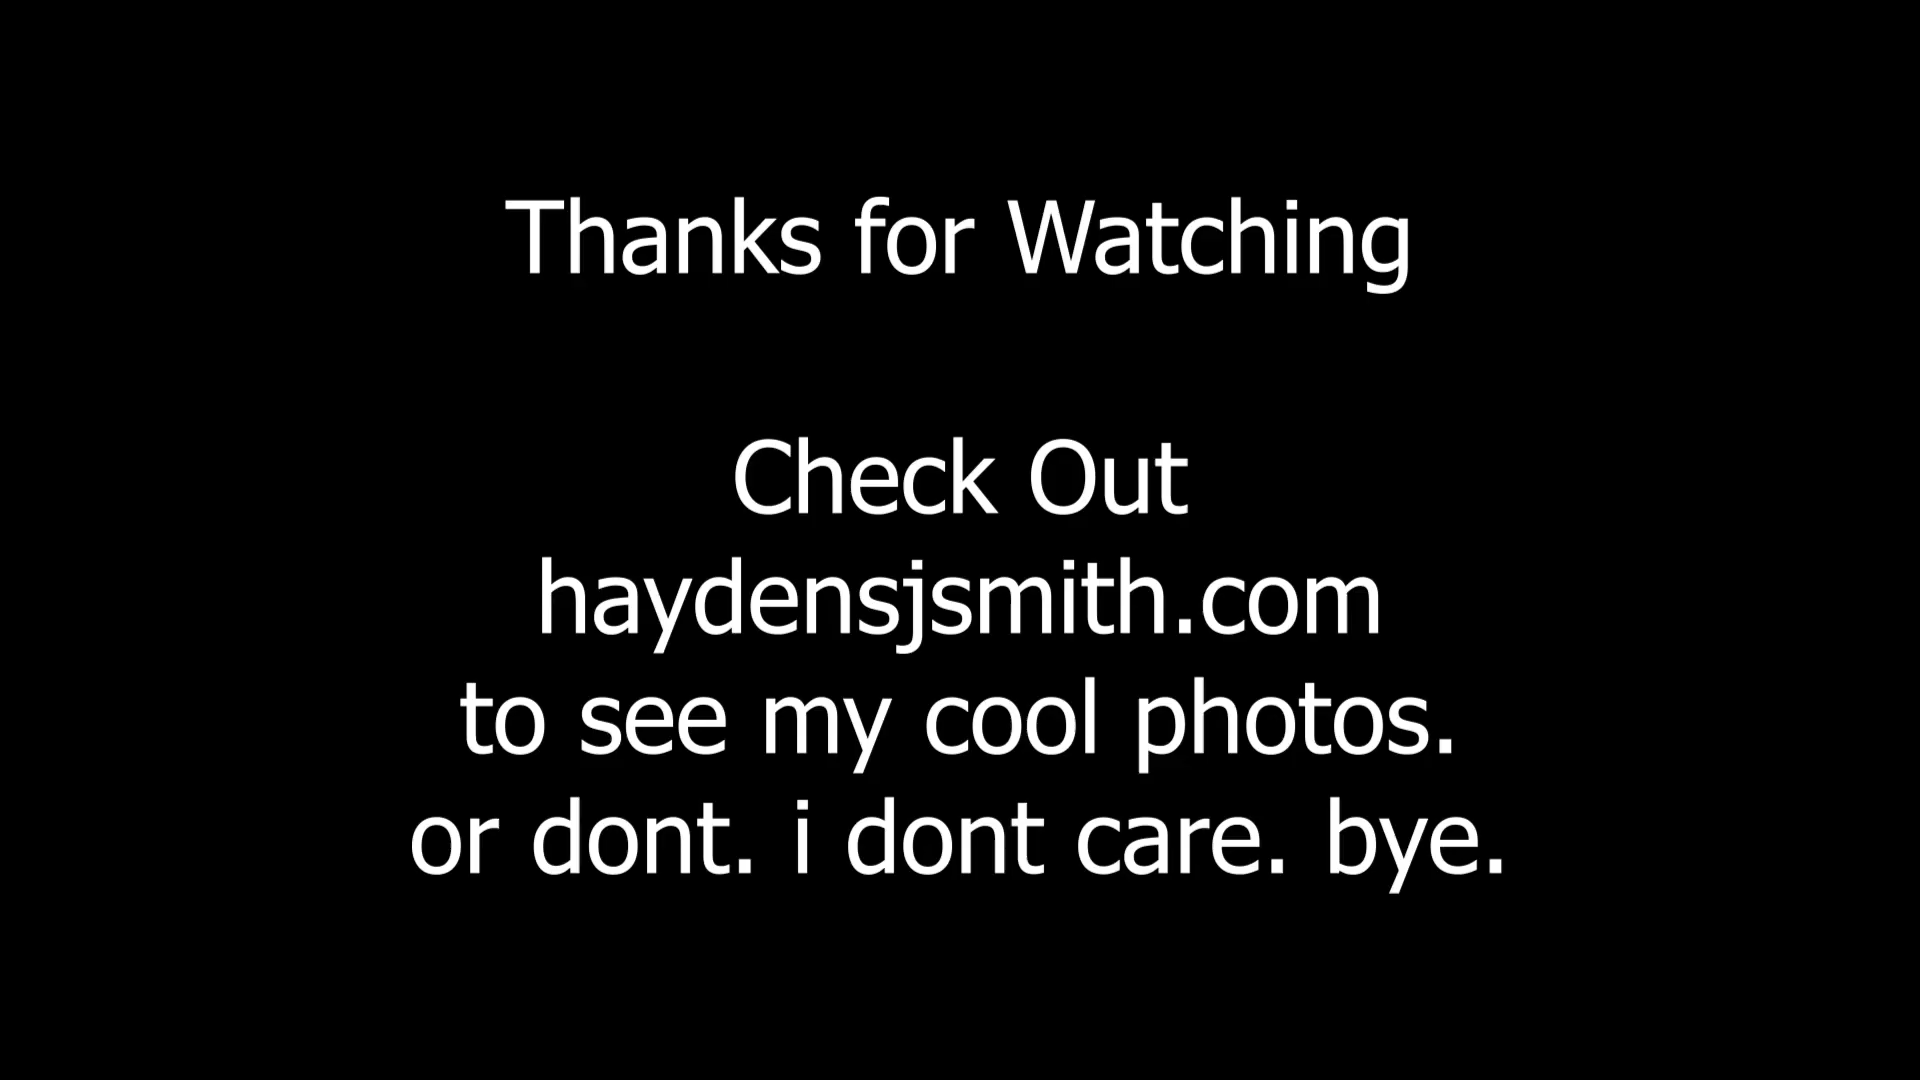 Thanks for Watching
Check Out
haydensjsmith.com
to see my cool photos.
or dont. i dont care. bye.